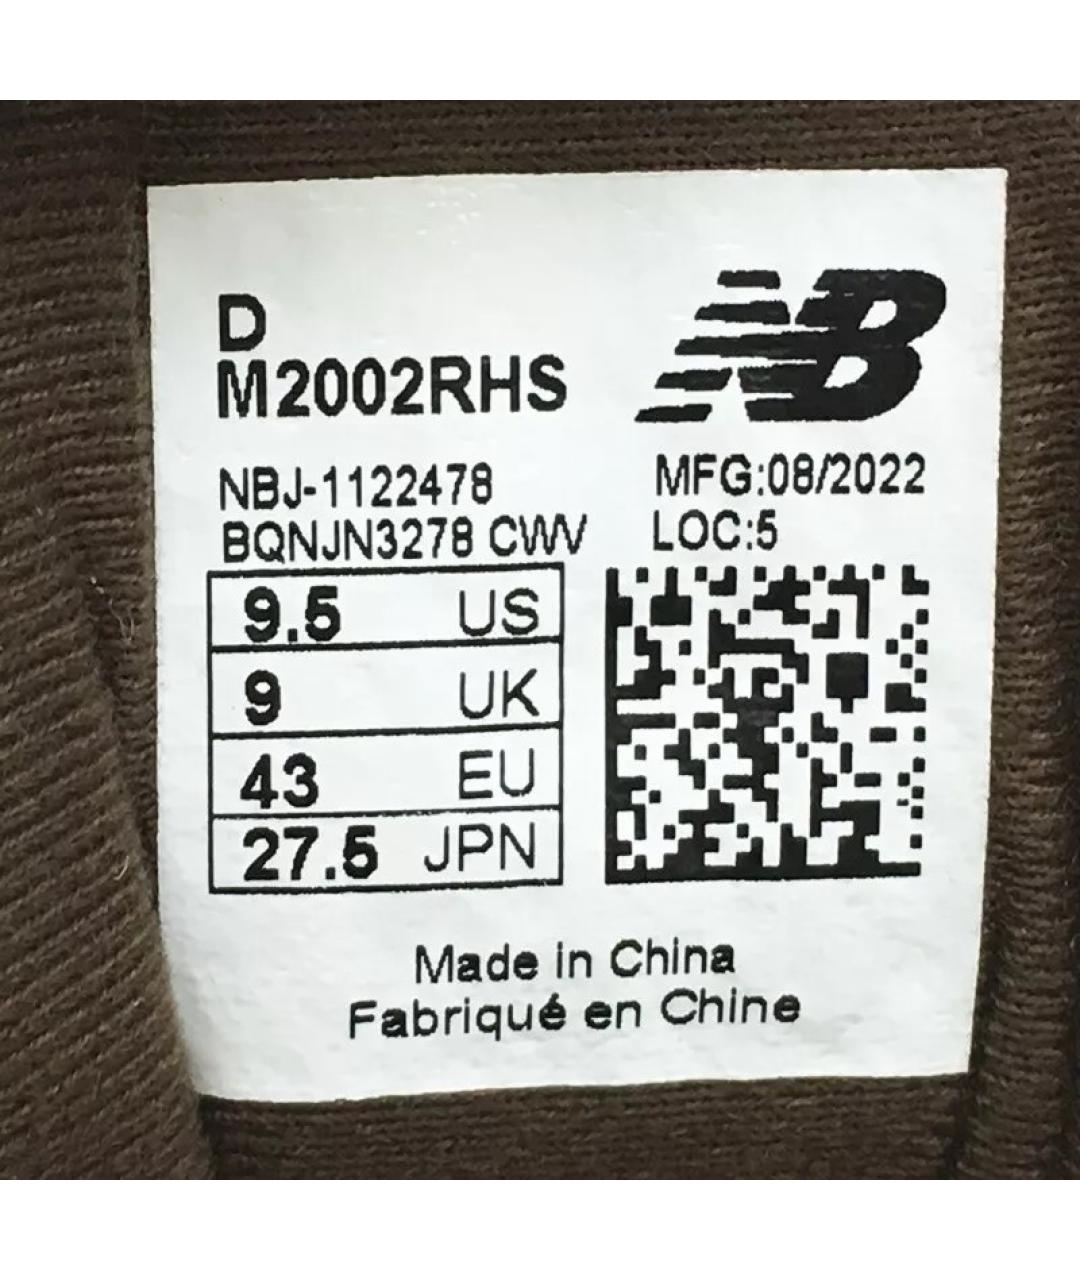 D
M2002RHS
NB
NBJ-1122478
MFG:08/2022
BQNJN3278 CWV
LOC:5
9.5 US
9 UK
43 EU
27.5 JPN
Made in China
Fabriqué en Chine